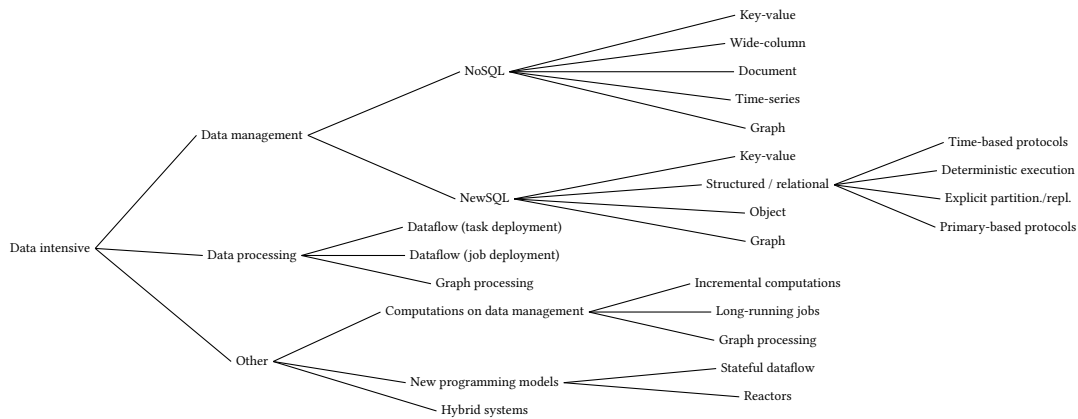 Key-value
Wide-column
NoSQL
Document
Time-series
Graph
Data management
Time-based protocols
Key-value
Deterministic execution
Structured / relational
NewSQL
Explicit partition./repl.
Object
Primary-based protocols
Dataflow (task deployment)
Graph
Data intensive
Data processing
Dataflow (job deployment)
Graph processing
Incremental computations
Computations on data management
Long-running jobs
Graph processing
Other
Stateful dataflow
New programming models
Reactors
Hybrid systems